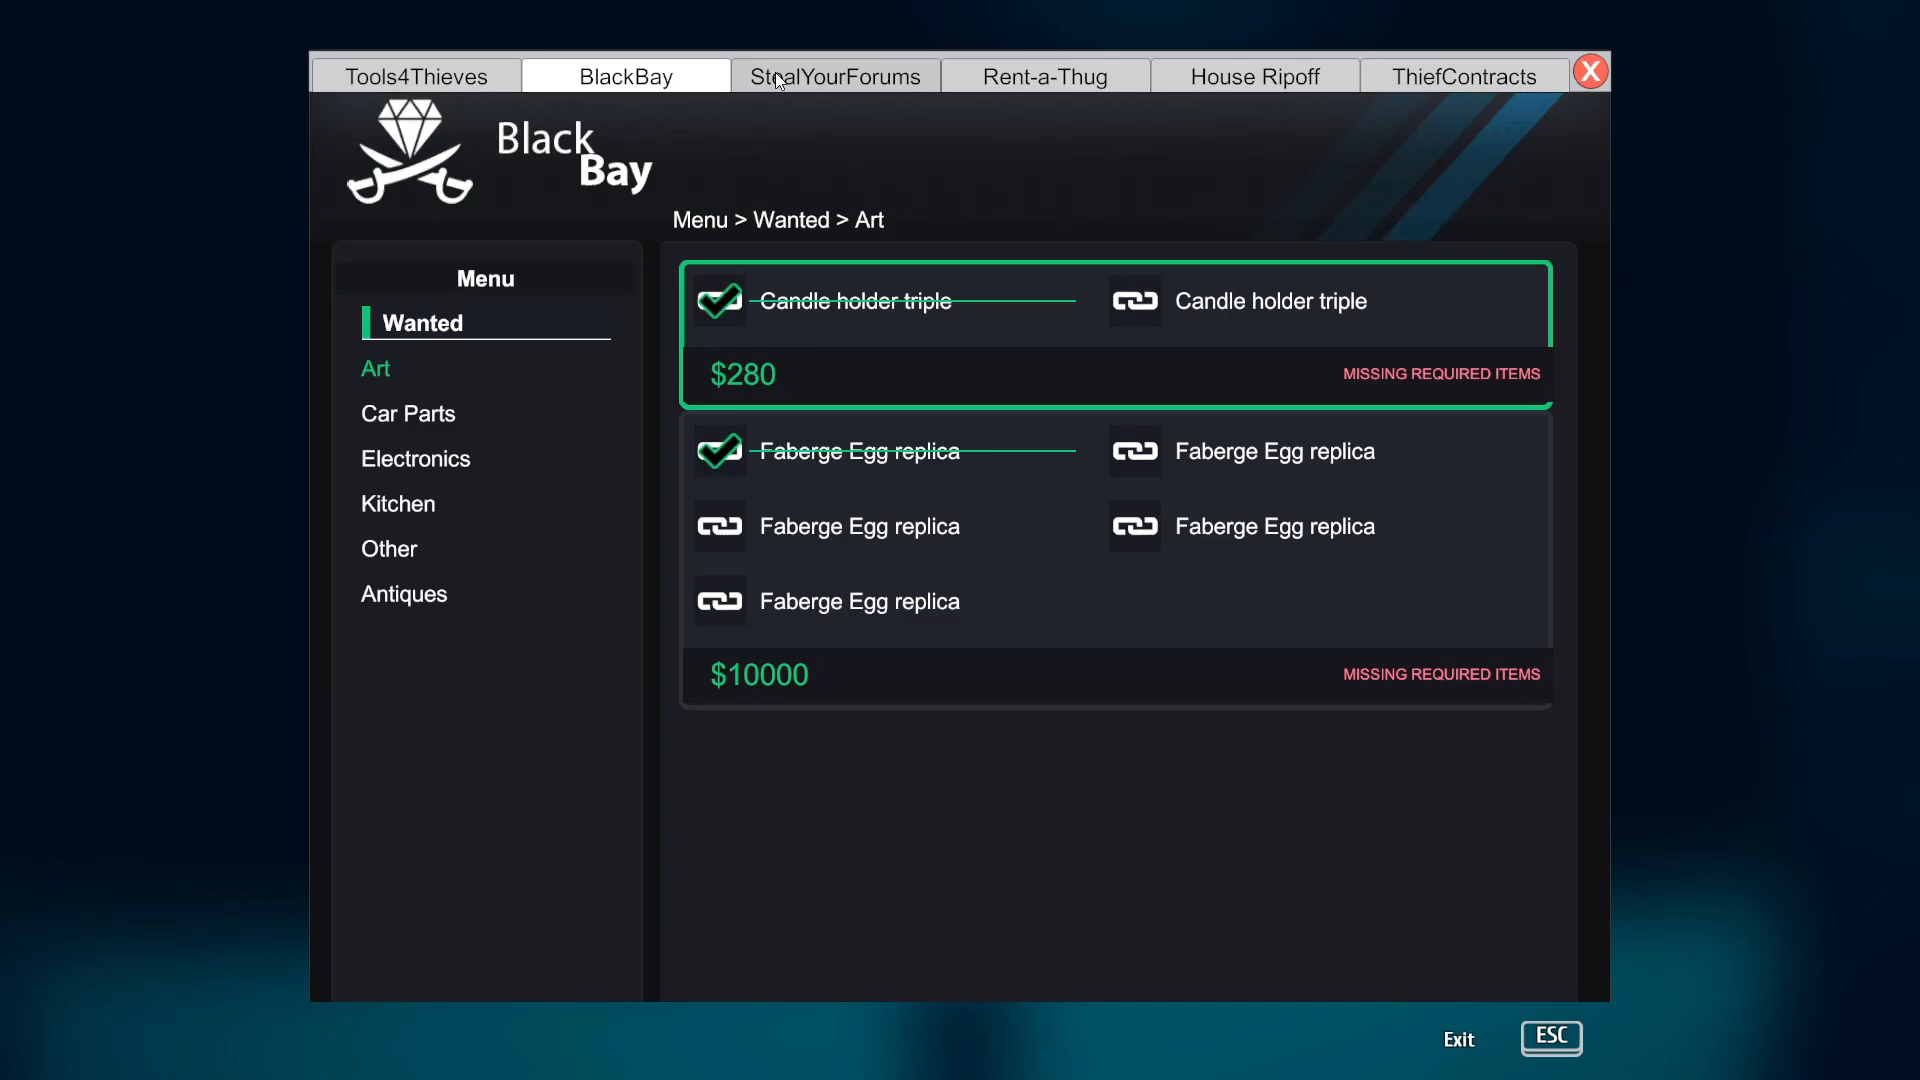 Tools4Thieves BlackBay StealYourForums Rent-a-Thug House Ripoff ThiefContracts X
Black
Bay
Menu > Wanted > Art
Menu
Wanted
Art
Car Parts
Electronics
Kitchen
Other
Antiques
Candle holder triple Candle holder triple
$280 MISSING REQUIRED ITEMS
Faberge Egg replica Faberge Egg replica
Faberge Egg replica Faberge Egg replica
Faberge Egg replica
$10000 MISSING REQUIRED ITEMS
Exit ESC